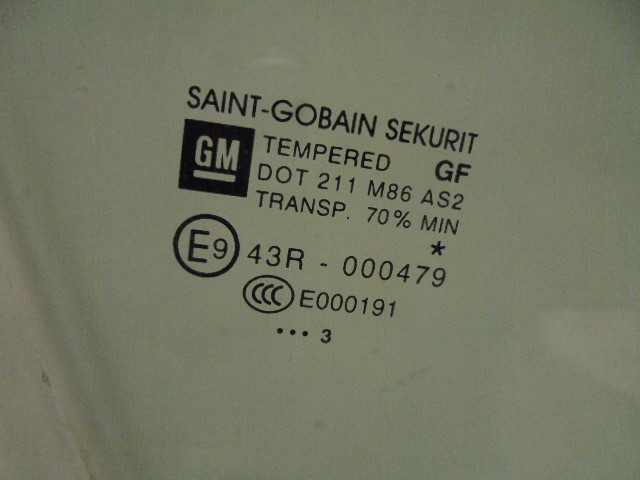 SAINT-GOBAIN SEKURIT
GM
TEMPERED GF
DOT 211 M86 AS2
TRANSP. 70% MIN
*
E9 43R - 000479
CCC E000191
••• 3